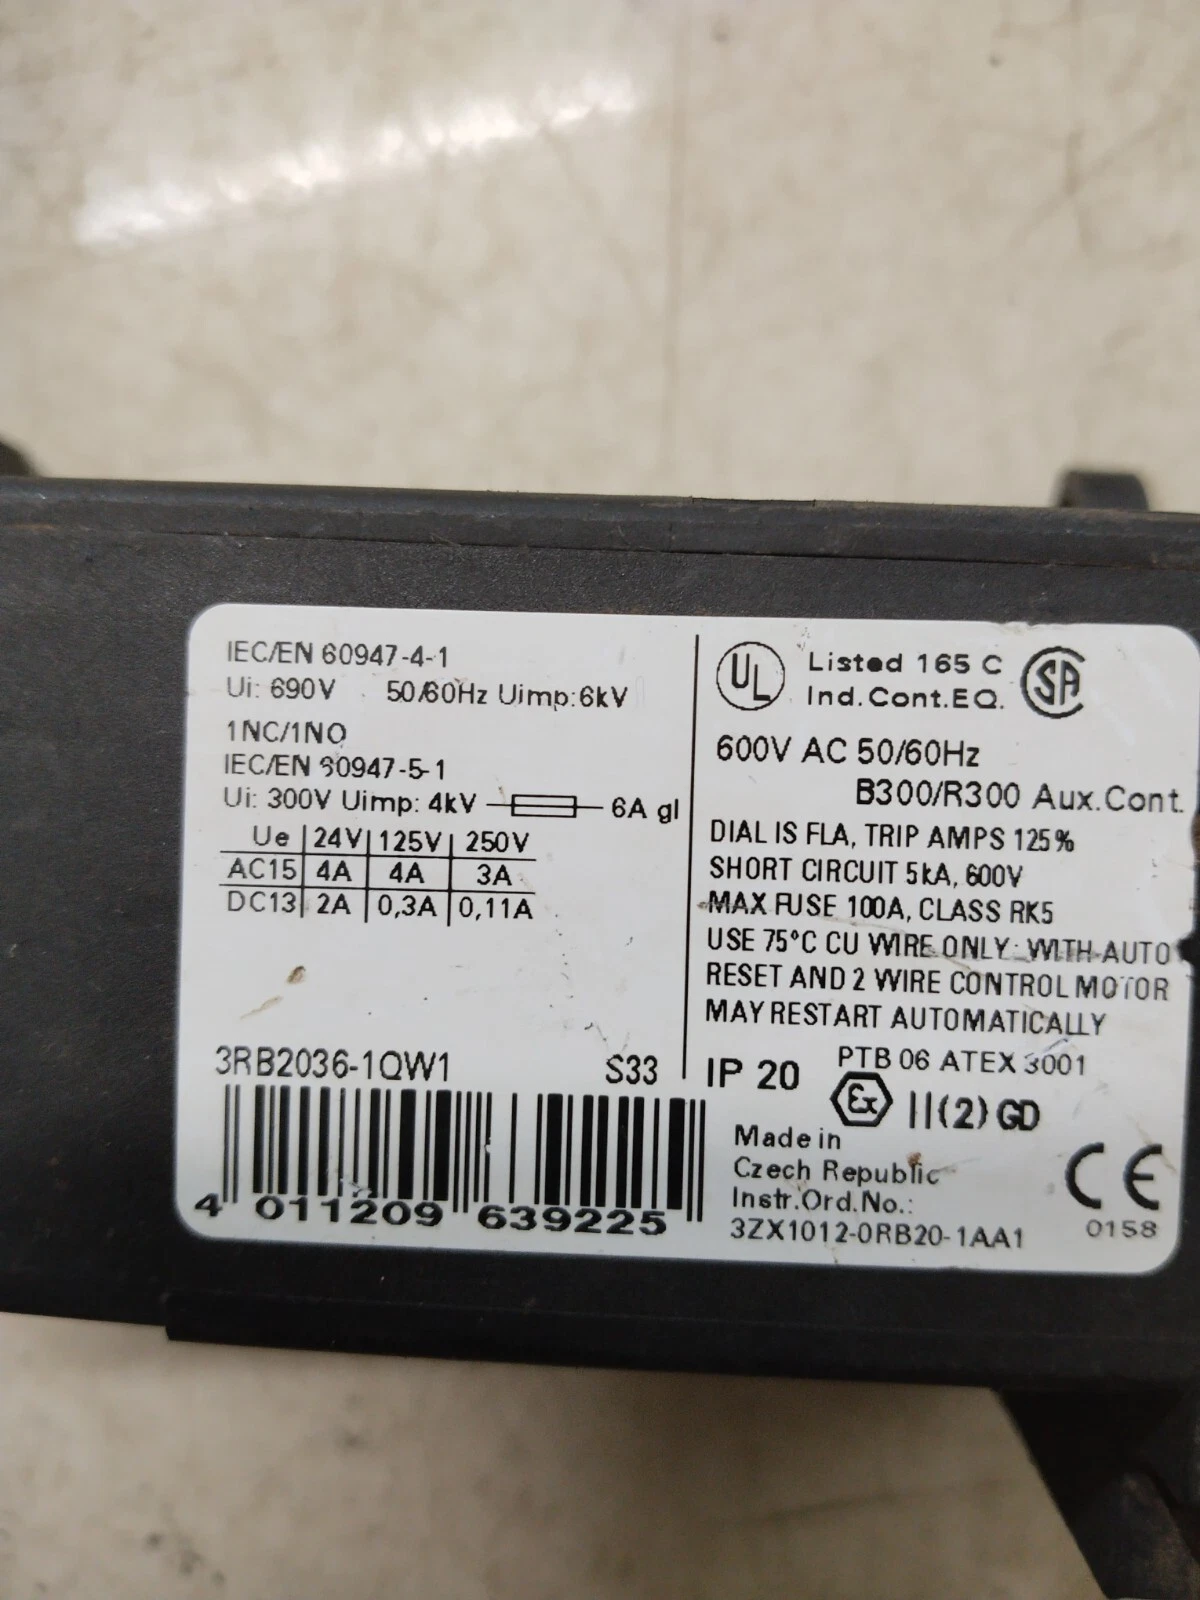 IEC/EN 60947-4-1
Ui: 690V 50/60Hz Uimp:6kV
1NC/1NO
IEC/EN 60947-5-1
Ui: 300V Uimp: 4kV 6A gl
Ue 24V 125V 250V
AC15 4A 4A 3A
DC13 2A 0,3A 0,11A
3RB2036-1QW1 S33
4 011209 639225
UL Listed 165 C SA
Ind.Cont.EQ.
600V AC 50/60Hz
B300/R300 Aux.Cont.
DIAL IS FLA, TRIP AMPS 125%
SHORT CIRCUIT 5kA, 600V
MAX FUSE 100A, CLASS RK5
USE 75°C CU WIRE ONLY: WITH AUTO
RESET AND 2 WIRE CONTROL MOTOR
MAY RESTART AUTOMATICALLY
IP 20 PTB 06 ATEX 3001
Ex II(2) GD
Made in
Czech Republic
Instr.Ord.No.:
3ZX1012-0RB20-1AA1
CE
0158